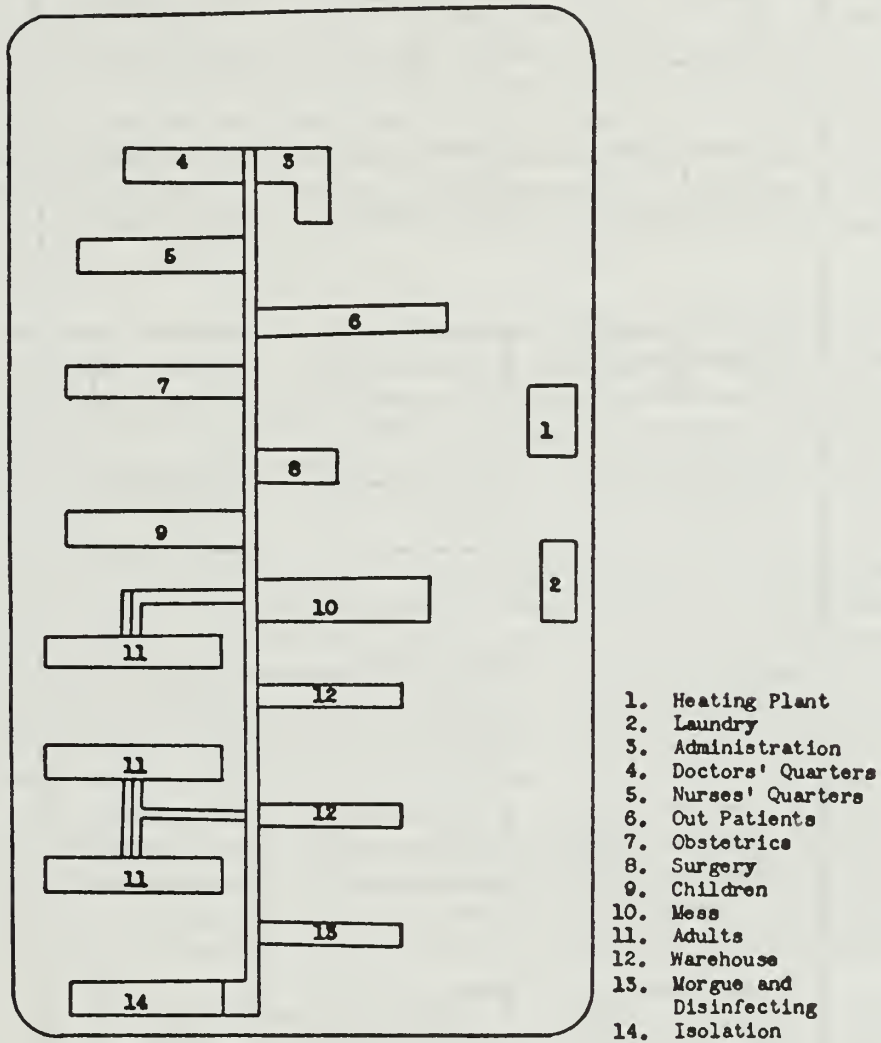 4
3
5
6
7
1
8
9
2
10
11
12
11
12
11
13
14
1. Heating Plant
2. Laundry
3. Administration
4. Doctors' Quarters
5. Nurses' Quarters
6. Out Patients
7. Obstetrics
8. Surgery
9. Children
10. Mess
11. Adults
12. Warehouse
13. Morgue and
Disinfecting
14. Isolation